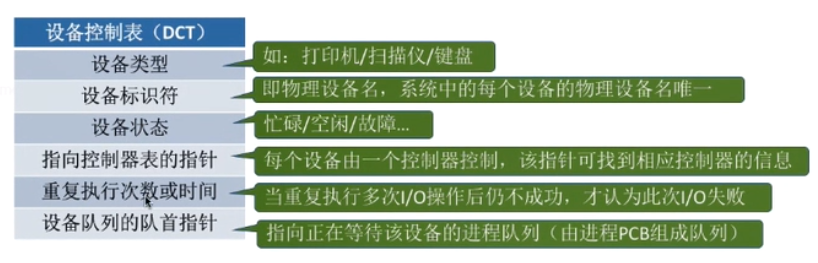 设备控制表（DCT）
设备类型
如：打印机/扫描仪/键盘
设备标识符
即物理设备名，系统中的每个设备的物理设备名唯一
设备状态
忙碌/空闲/故障...
指向控制器表的指针
每个设备由一个控制器控制，该指针可找到相应控制器的信息
重复执行次数或时间
当重复执行多次I/O操作后仍不成功，才认为此次I/O失败
设备队列的队首指针
指向正在等待该设备的进程队列（由进程PCB组成队列）